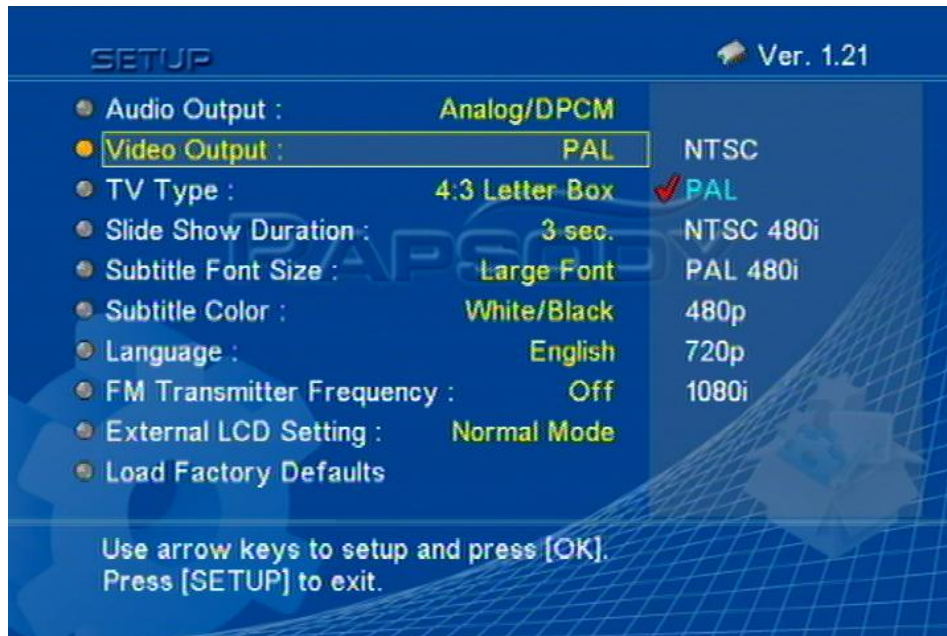 SETUP
Ver. 1.21
Audio Output : Analog/DPCM
Video Output : PAL
TV Type : 4:3 Letter Box
Slide Show Duration : 3 sec.
Subtitle Font Size : Large Font
Subtitle Color : White/Black
Language : English
FM Transmitter Frequency : Off
External LCD Setting : Normal Mode
Load Factory Defaults
NTSC
PAL
NTSC 480i
PAL 480i
480p
720p
1080i
RAPSODY
Use arrow keys to setup and press [OK].
Press [SETUP] to exit.